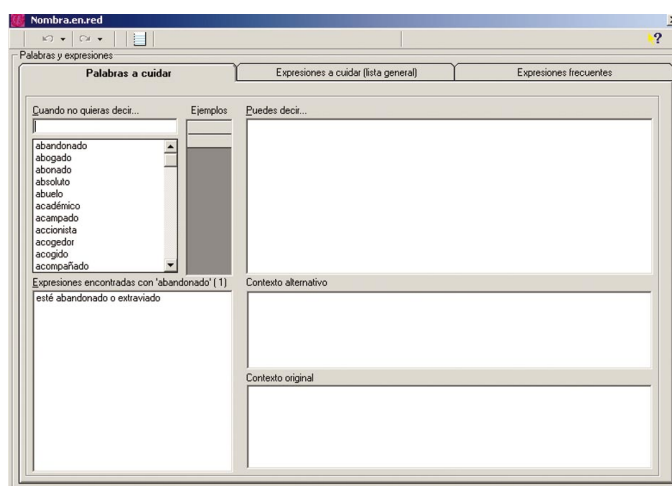 Nombra.en.red
?
Palabras y expresiones
Palabras a cuidar
Expresiones a cuidar (lista general)
Expresiones frecuentes
Cuando no quieras decir...
Ejemplos
Puedes decir...
abandonado
abogado
abonado
absoluto
abuelo
académico
acampado
accionista
acogedor
acogido
acompañado
Expresiones encontradas con 'abandonado' ( 1)
esté abandonado o extraviado
Contexto alternativo
Contexto original